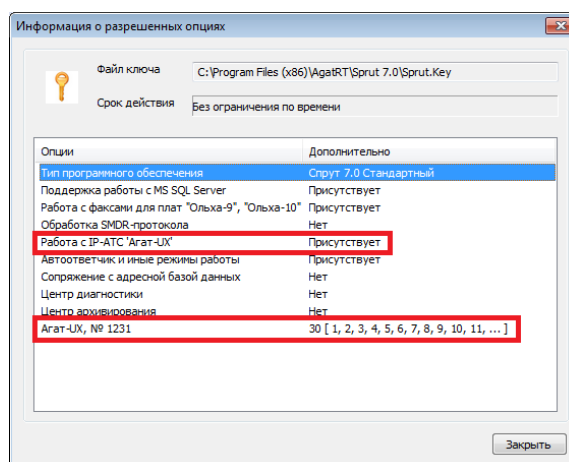 Информация о разрешенных опциях
Файл ключа C:\Program Files (x86)\AgatRT\Sprut 7.0\Sprut.Key
Срок действия Без ограничения по времени
Опции Дополнительно
Тип программного обеспечения Спрут 7.0 Стандартный
Поддержка работы с MS SQL Server Присутствует
Работа с факсами для плат "Ольха-9", "Ольха-10" Присутствует
Обработка SMDR-протокола Нет
Работа с IP-АТС 'Агат-UX' Присутствует
Автоответчик и иные режимы работы Присутствует
Сопряжение с адресной базой данных Нет
Центр диагностики Нет
Центр архивирования Нет
Агат-UX, № 1231 30 [ 1, 2, 3, 4, 5, 6, 7, 8, 9, 10, 11, ... ]
Закрыть